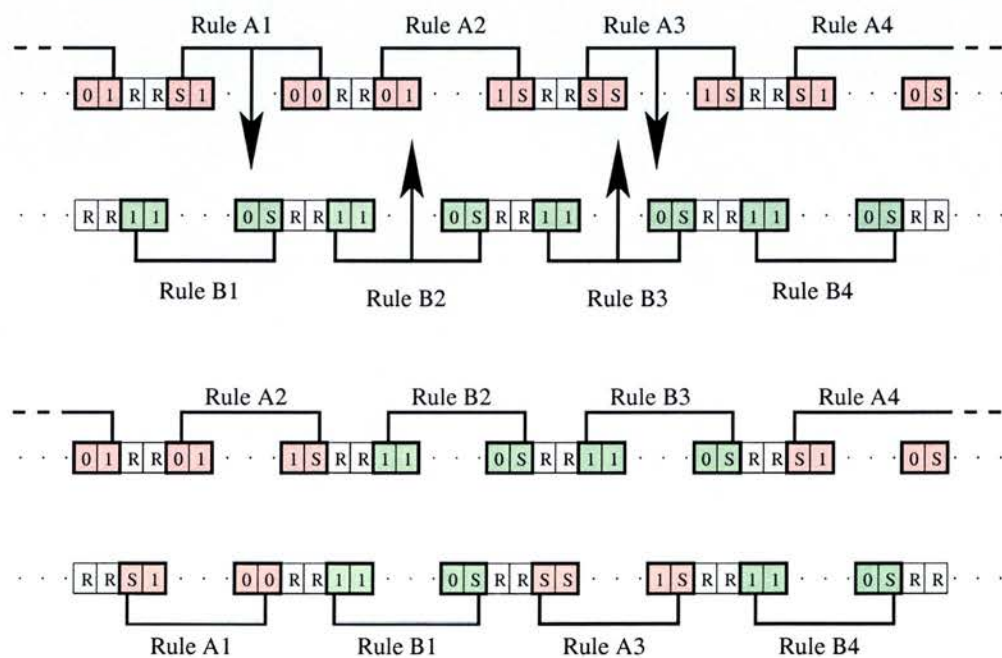 Rule A1 Rule A2 Rule A3 Rule A4
· · · · 0 1 R R S 1 · · · 0 0 R R 0 1 · · · 1 S R R S S · · · 1 S R R S 1 · · · 0 S · · · ·
· · · · R R 1 1 · · · 0 S R R 1 1 · · · 0 S R R 1 1 · · · 0 S R R 1 1 · · · 0 S R R · · · ·
Rule B1 Rule B2 Rule B3 Rule B4
Rule A2 Rule B2 Rule B3 Rule A4
· · · · 0 1 R R 0 1 · · · 1 S R R 1 1 · · · 0 S R R 1 1 · · · 0 S R R S 1 · · · 0 S · · · ·
· · · · R R S 1 · · · 0 0 R R 1 1 · · · 0 S R R S S · · · 1 S R R 1 1 · · · 0 S R R · · · ·
Rule A1 Rule B1 Rule A3 Rule B4